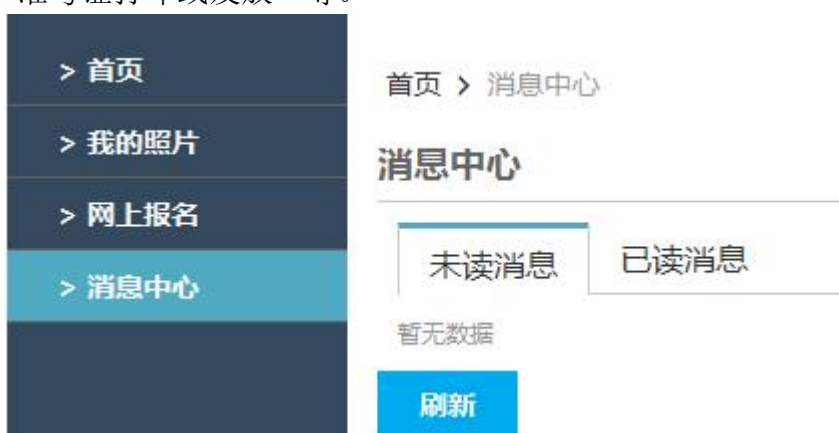 > 首页
> 我的照片
> 网上报名
> 消息中心
首页 > 消息中心
消息中心
未读消息 已读消息
暂无数据
刷新